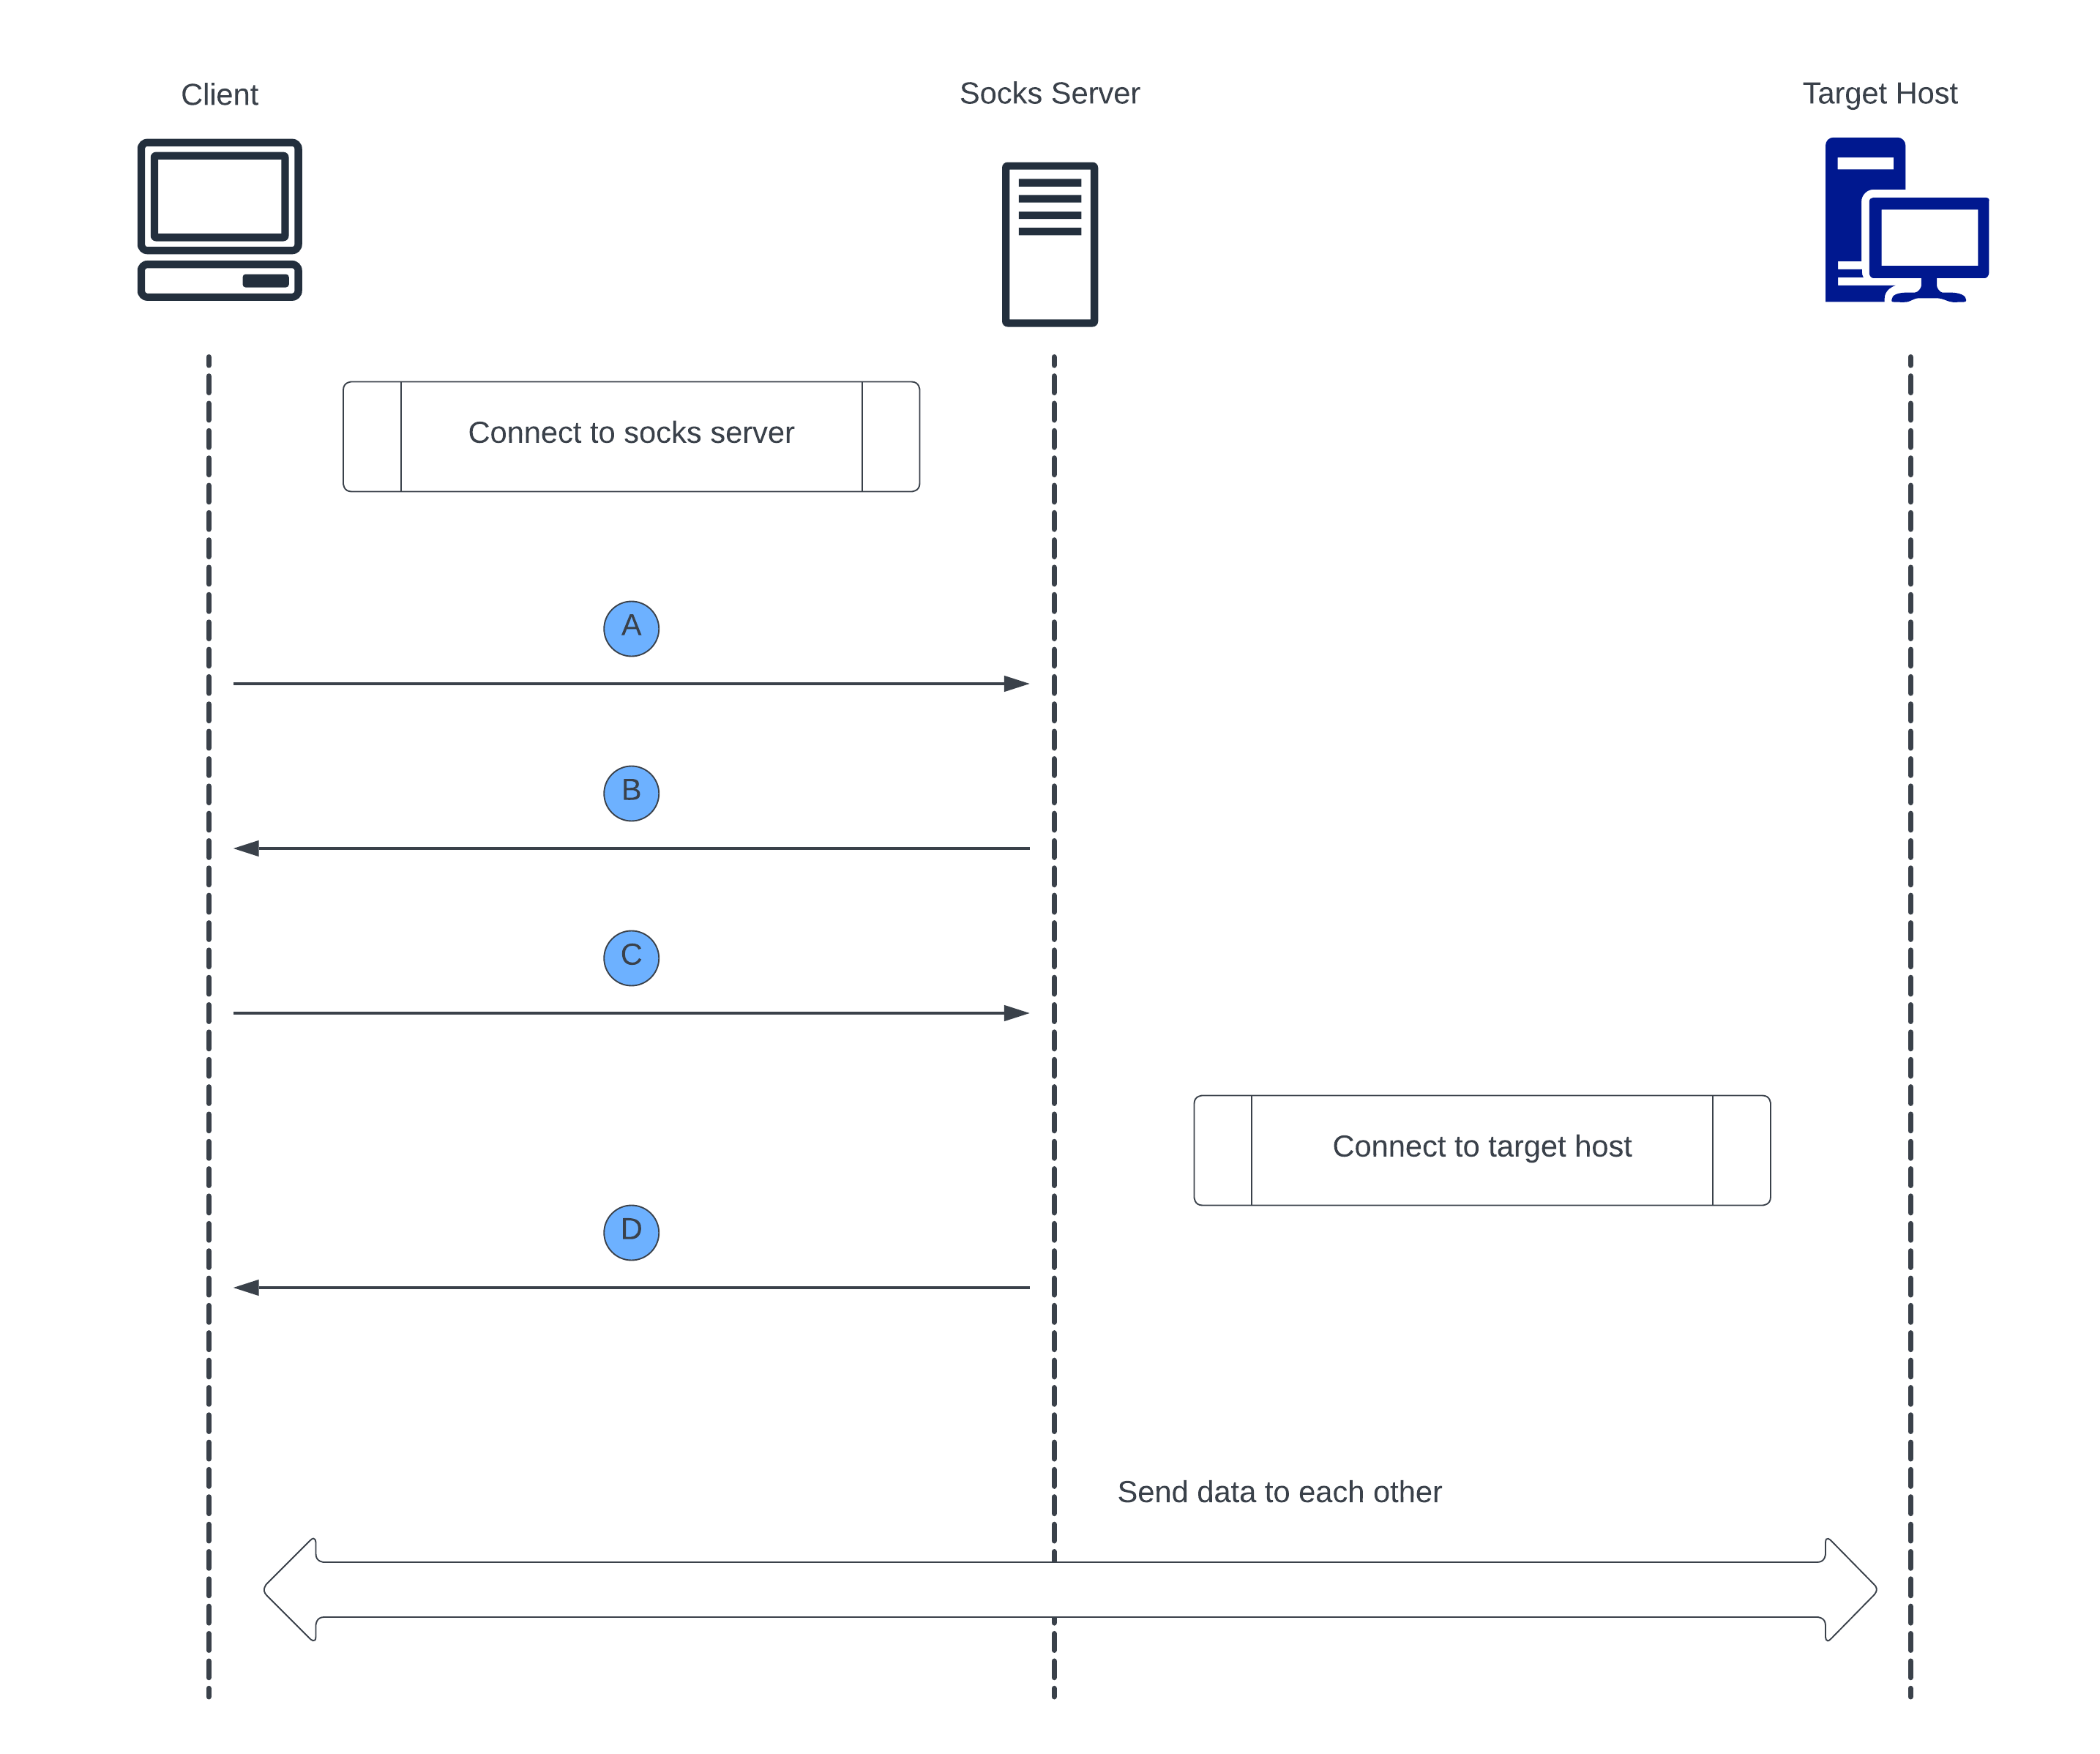 Client
Socks Server
Target Host
Connect to socks server
A
B
C
Connect to target host
D
Send data to each other